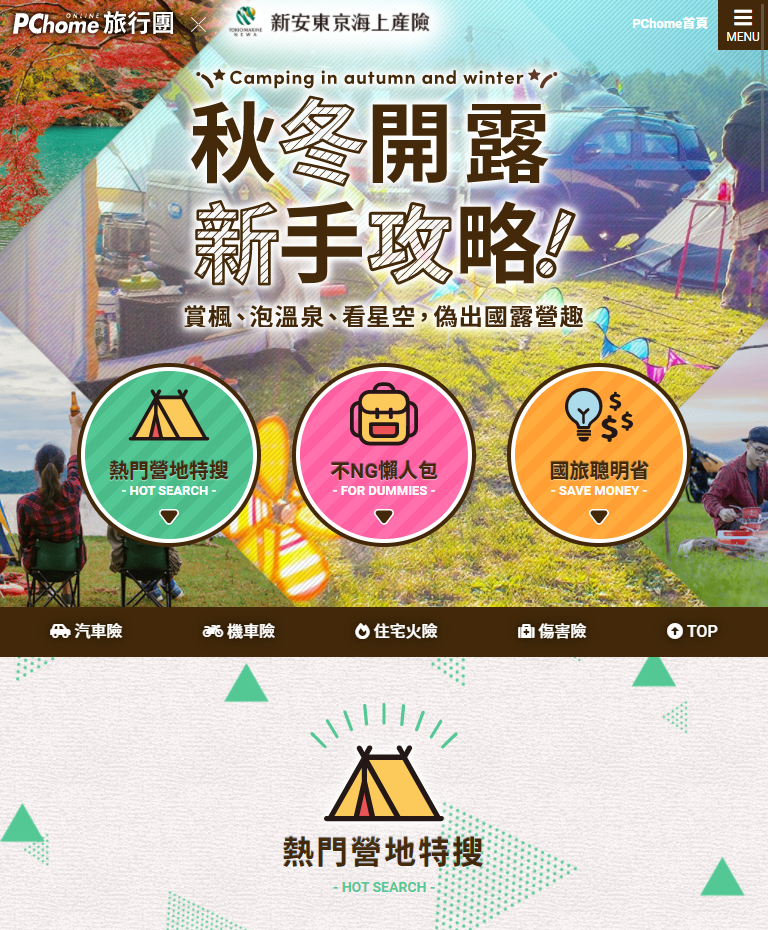 PChome ONLINE 旅行團 × TOKIO MARINE NEWA 新安東京海上產險
PChome首頁
MENU
Camping in autumn and winter
秋冬開露
新手攻略!
賞楓、泡溫泉、看星空，偽出國露營趣
熱門營地特搜
- HOT SEARCH -
不NG懶人包
- FOR DUMMIES -
國旅聰明省
- SAVE MONEY -
汽車險 機車險 住宅火險 傷害險 TOP
熱門營地特搜
- HOT SEARCH -